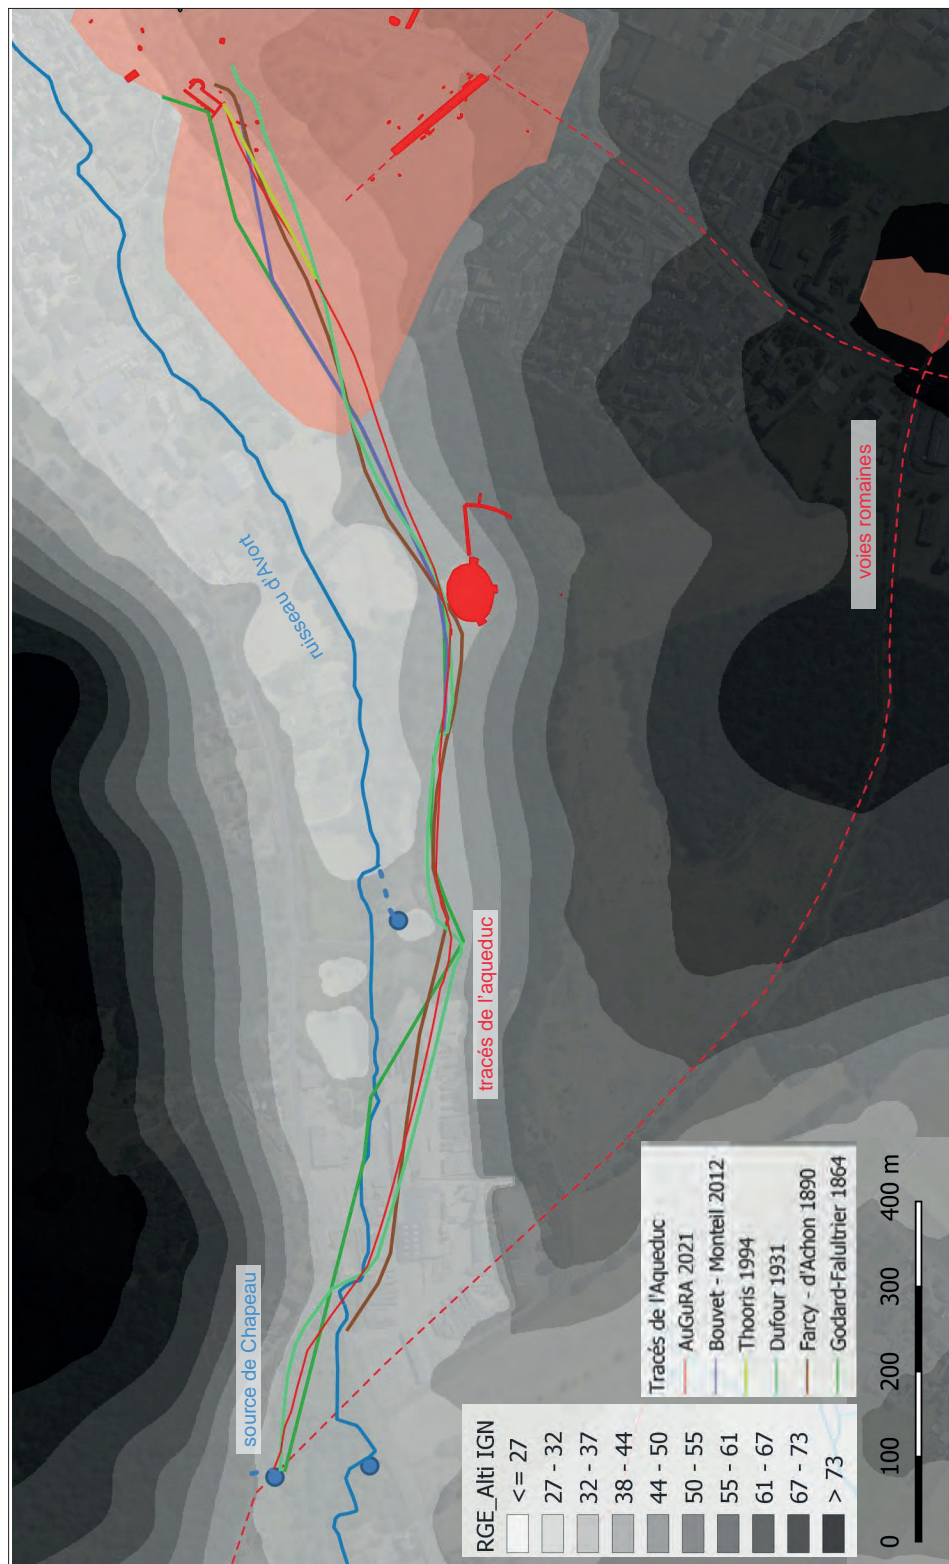 source de Chapeau
ruisseau d'Avort
tracés de l'aqueduc
voies romaines
RGE_Alti IGN
<= 27
27 - 32
32 - 37
38 - 44
44 - 50
50 - 55
55 - 61
61 - 67
67 - 73
> 73
Tracés de l'Aqueduc
AuGuRA 2021
Bouvet - Monteil 2012
Thooris 1994
Dufour 1931
Farcy - d'Achon 1890
Godard-Faultrier 1864
0 100 200 300 400 m